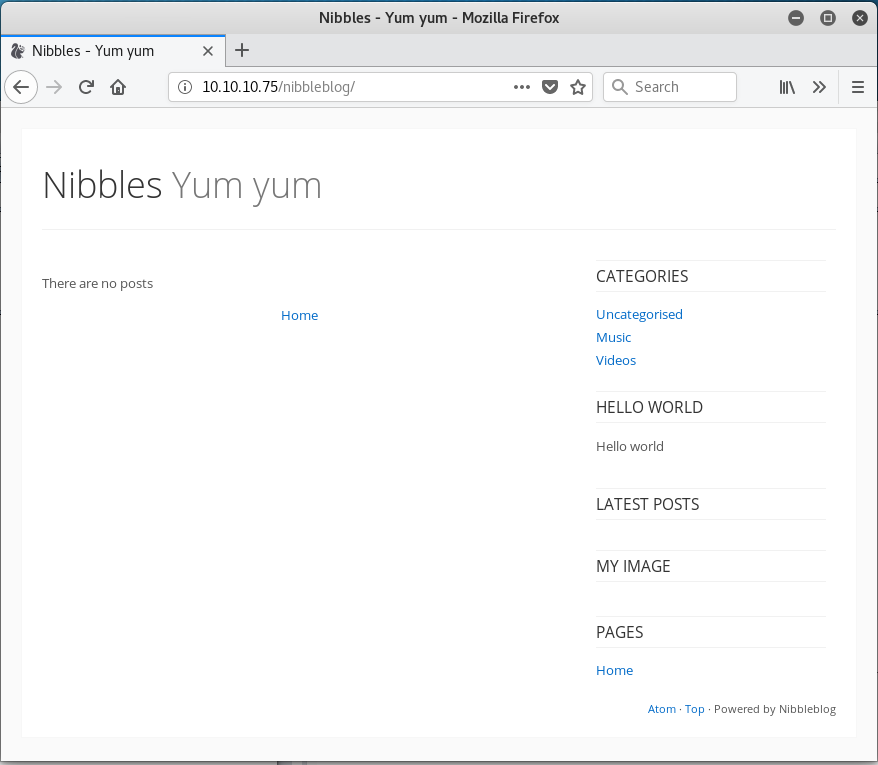 Nibbles - Yum yum - Mozilla Firefox
Nibbles - Yum yum
10.10.10.75/nibbleblog/
Search
Nibbles Yum yum
There are no posts
Home
CATEGORIES
Uncategorised
Music
Videos
HELLO WORLD
Hello world
LATEST POSTS
MY IMAGE
PAGES
Home
Atom · Top · Powered by Nibbleblog